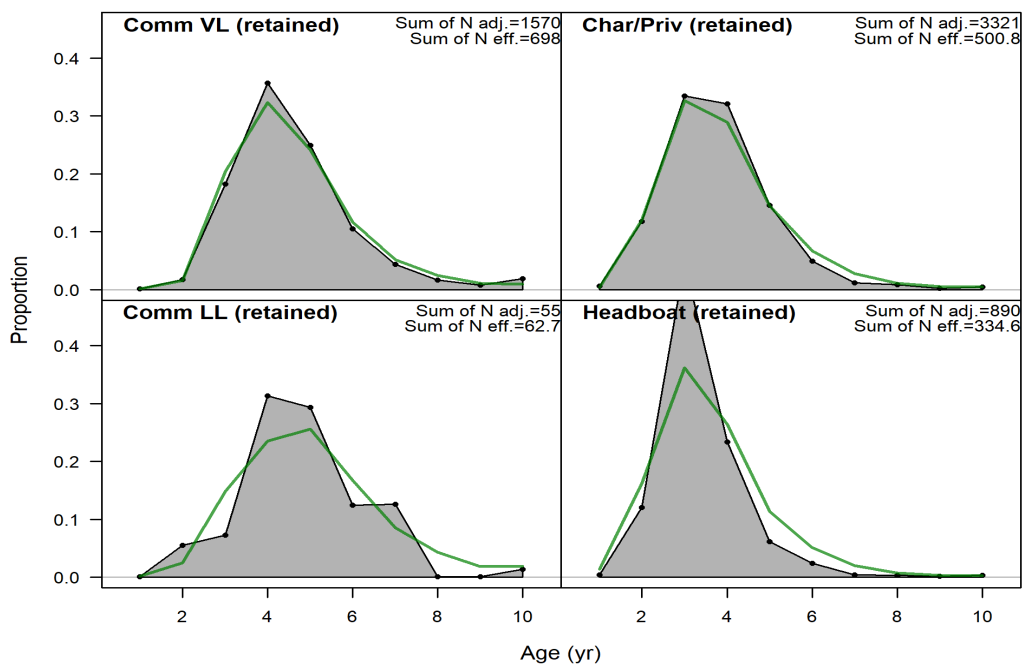 Comm VL (retained)
Sum of N adj.=1570
Sum of N eff.=698
Char/Priv (retained)
Sum of N adj.=3321
Sum of N eff.=500.8
0.4
0.3
0.2
0.1
0.0
Comm LL (retained)
Sum of N adj.=55
Sum of N eff.=62.7
Headboat (retained)
Sum of N adj.=890
Sum of N eff.=334.6
0.4
0.3
0.2
0.1
0.0
2 4 6 8 10
2 4 6 8 10
Proportion
Age (yr)